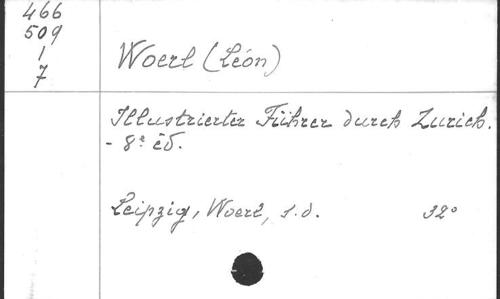 466
509
1
7
Woerl (Léon)
Illustrierter Führer durch Zurich.
- 8e éd.
Leipzig, Woerl, s.d. 32°